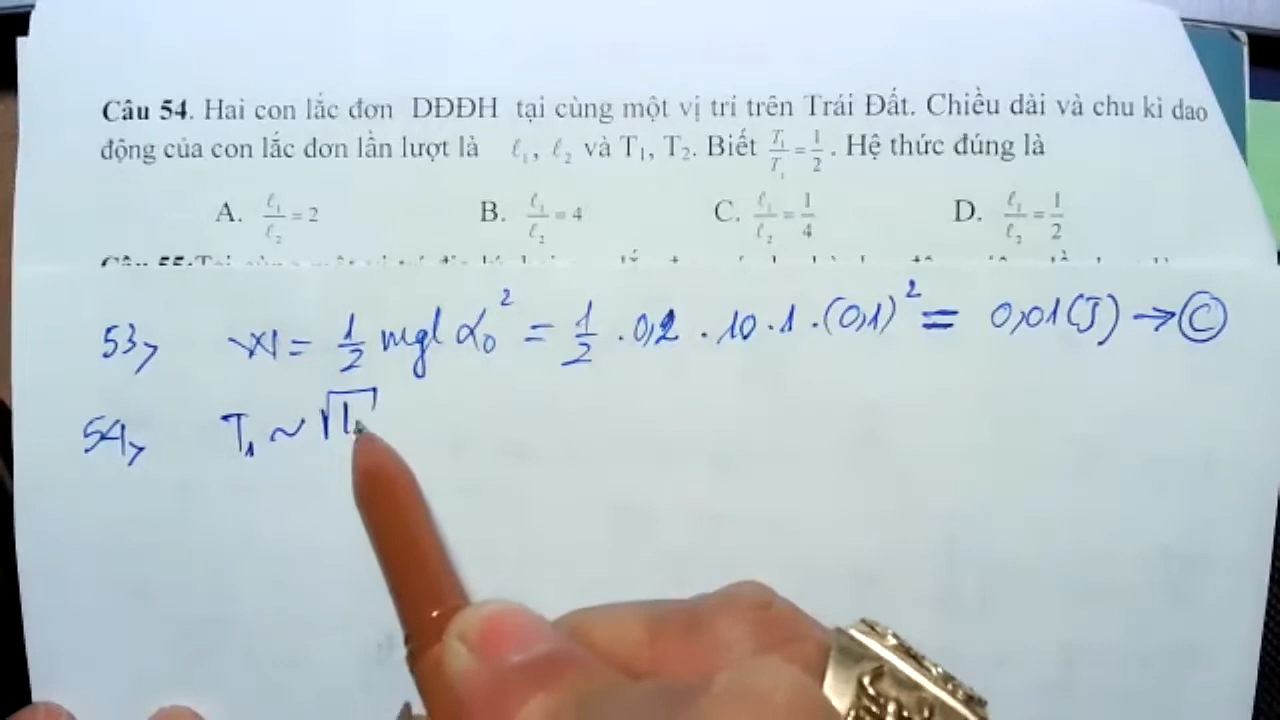 Câu 54. Hai con lắc đơn DĐĐH tại cùng một vị trí trên Trái Đất. Chiều dài và chu kì dao
động của con lắc đơn lần lượt là ℓ₁, ℓ₂ và T₁, T₂. Biết T₁/T₁ = 1/2. Hệ thức đúng là
A. ℓ₁/ℓ₂ = 2 B. ℓ₁/ℓ₂ = 4 C. ℓ₁/ℓ₂ = 1/4 D. ℓ₁/ℓ₂ = 1/2
53, W = 1/2 mgl α₀² = 1/2 . 0,2 . 10 . 1 . (0,1)² = 0,01 (J) → C
54, T₁ ~ √l₁